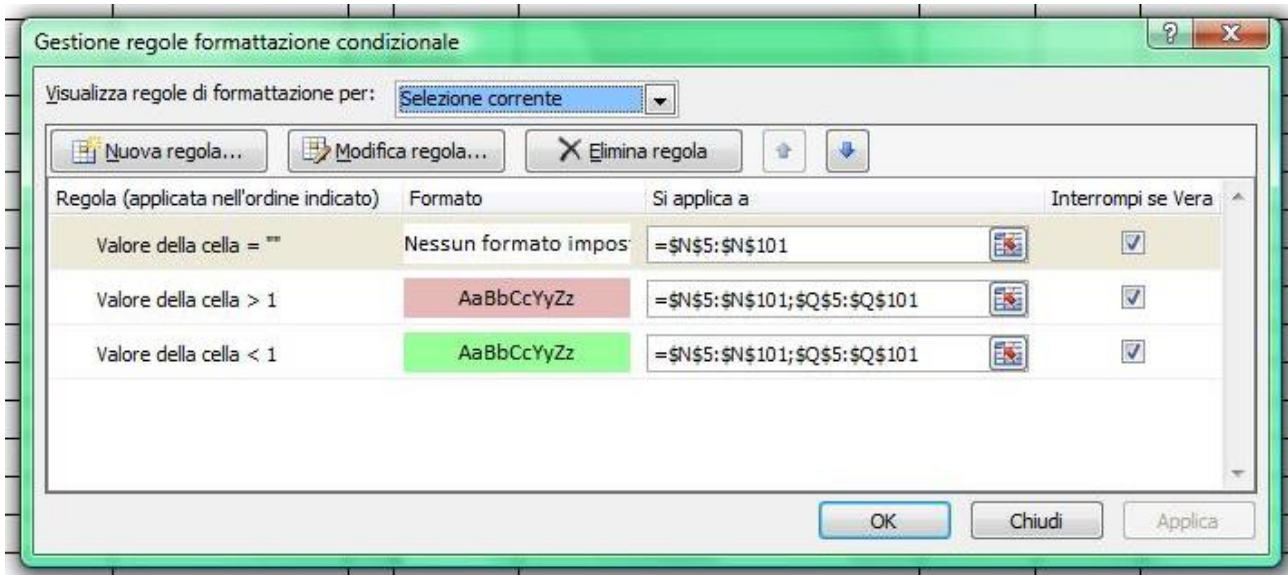 Gestione regole formattazione condizionale
Visualizza regole di formattazione per: Selezione corrente
Nuova regola... Modifica regola... Elimina regola
Regola (applicata nell'ordine indicato) Formato Si applica a Interrompi se Vera
Valore della cella = "" Nessun formato impos =$N$5:$N$101
Valore della cella > 1 AaBbCcYyZz =$N$5:$N$101;$Q$5:$Q$101
Valore della cella < 1 AaBbCcYyZz =$N$5:$N$101;$Q$5:$Q$101
OK Chiudi Applica